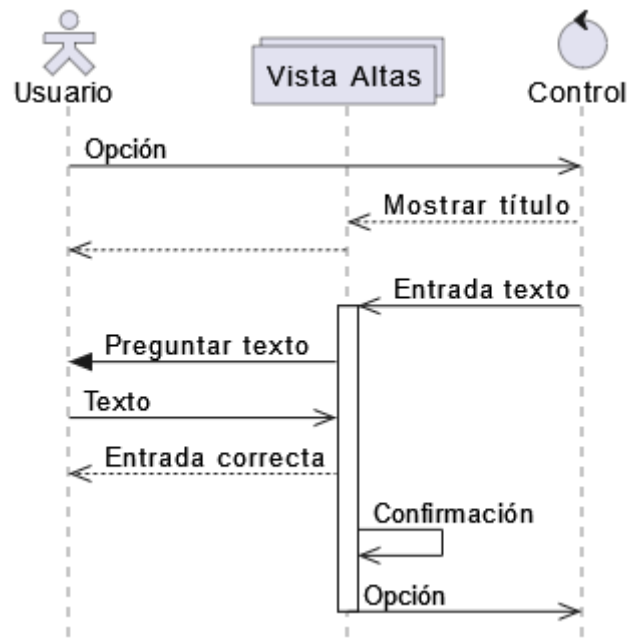 Usuario
Vista Altas
Control
Opción
Mostrar título
Entrada texto
Preguntar texto
Texto
Entrada correcta
Confirmación
Opción